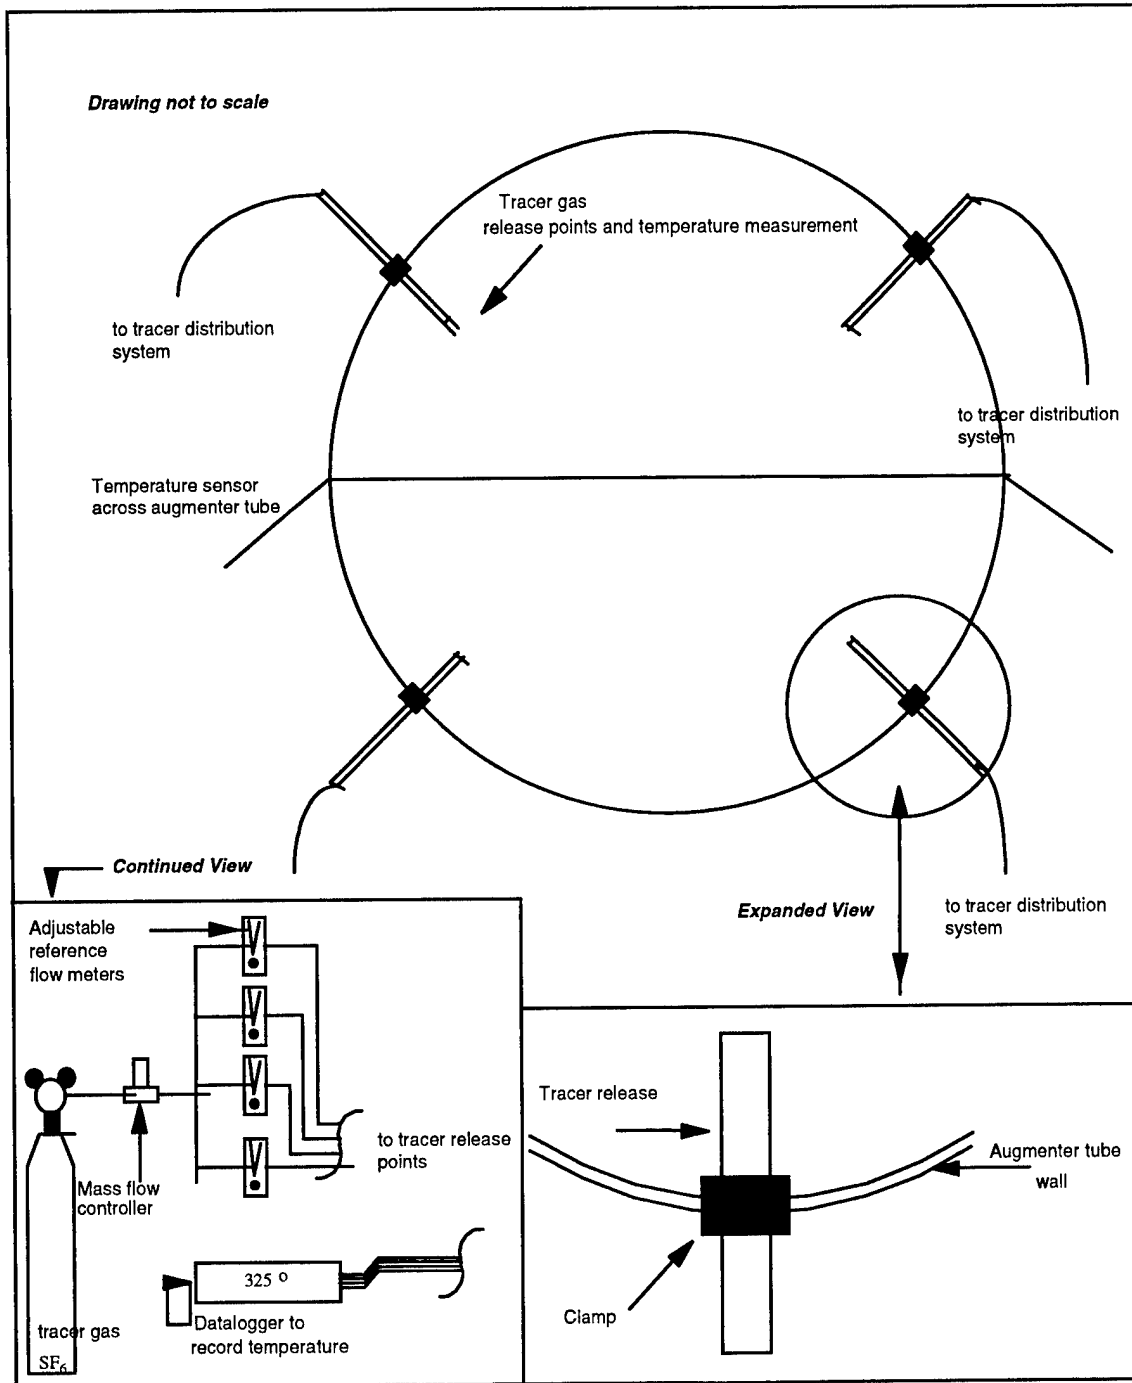 Drawing not to scale
Tracer gas
release points and temperature measurement
to tracer distribution
system
to tracer distribution
system
Temperature sensor
across augmenter tube
Continued View
Expanded View
to tracer distribution
system
Adjustable
reference
flow meters
Mass flow
controller
to tracer release
points
325 °
Datalogger to
record temperature
tracer gas
SF₆
Tracer release
Augmenter tube
wall
Clamp